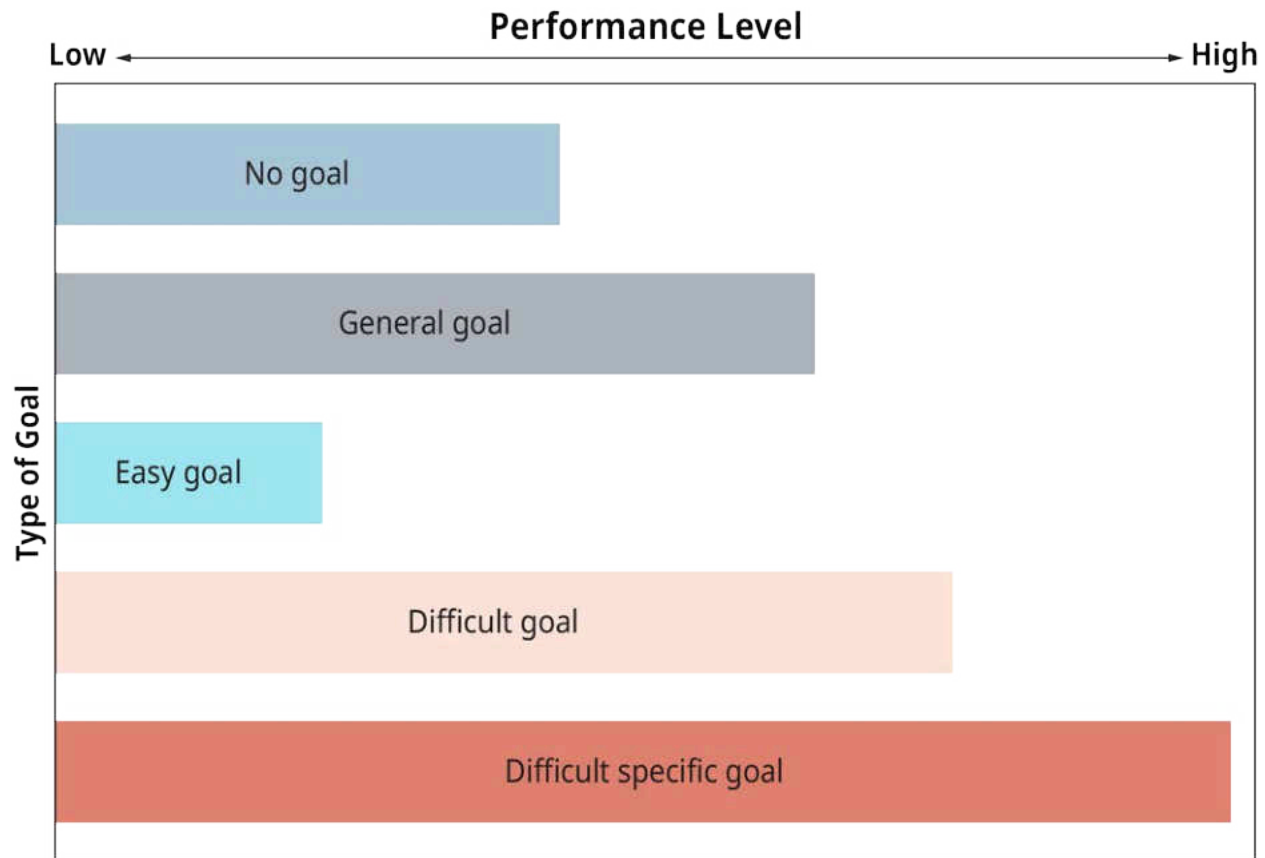 Performance Level
Low
High
No goal
General goal
Easy goal
Difficult goal
Difficult specific goal
Type of Goal